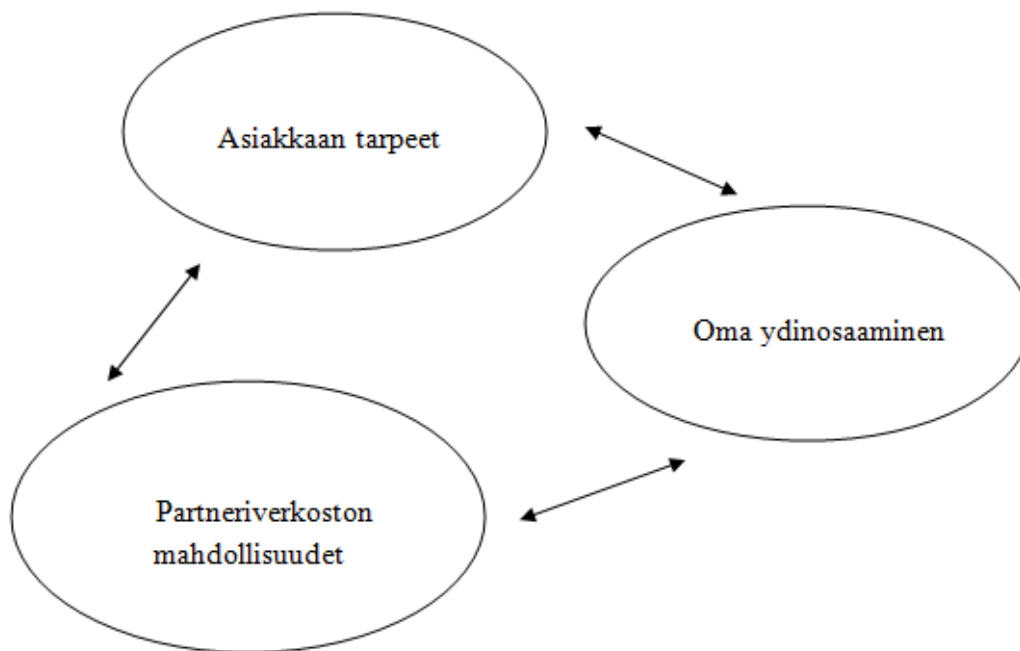 Asiakkaan tarpeet
Oma ydinosaaminen
Partneriverkoston
mahdollisuudet